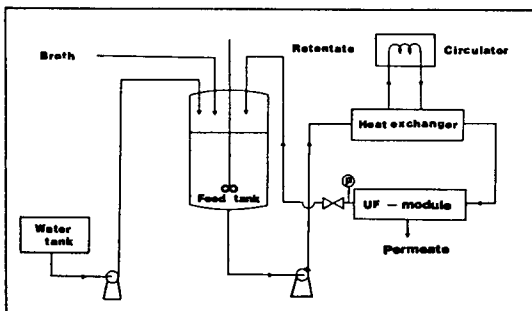 Broth
Retentate
Circulator
Heat exchanger
Feed tank
P
UF - module
Water
tank
Permeate